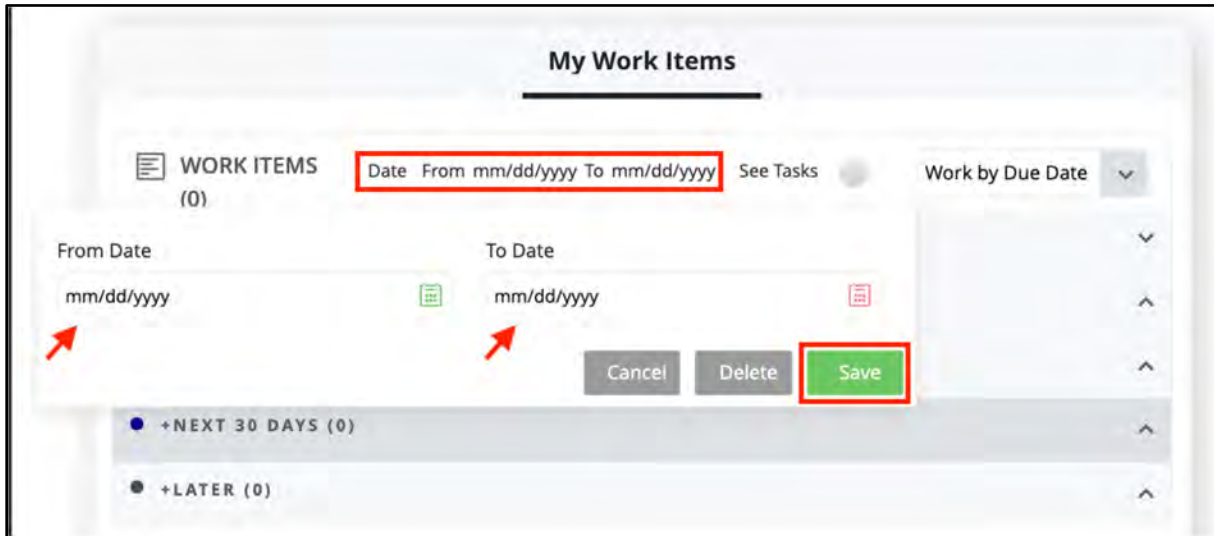 My Work Items
WORK ITEMS Date From mm/dd/yyyy To mm/dd/yyyy See Tasks Work by Due Date
(0)
From Date To Date
mm/dd/yyyy mm/dd/yyyy
Cancel Delete Save
+NEXT 30 DAYS (0)
+LATER (0)